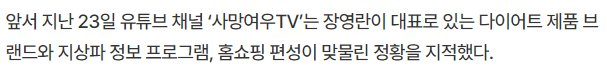 앞서 지난 23일 유튜브 채널 ‘사망여우TV’는 장영란이 대표로 있는 다이어트 제품 브
랜드와 지상파 정보 프로그램, 홈쇼핑 편성이 맞물린 정황을 지적했다.